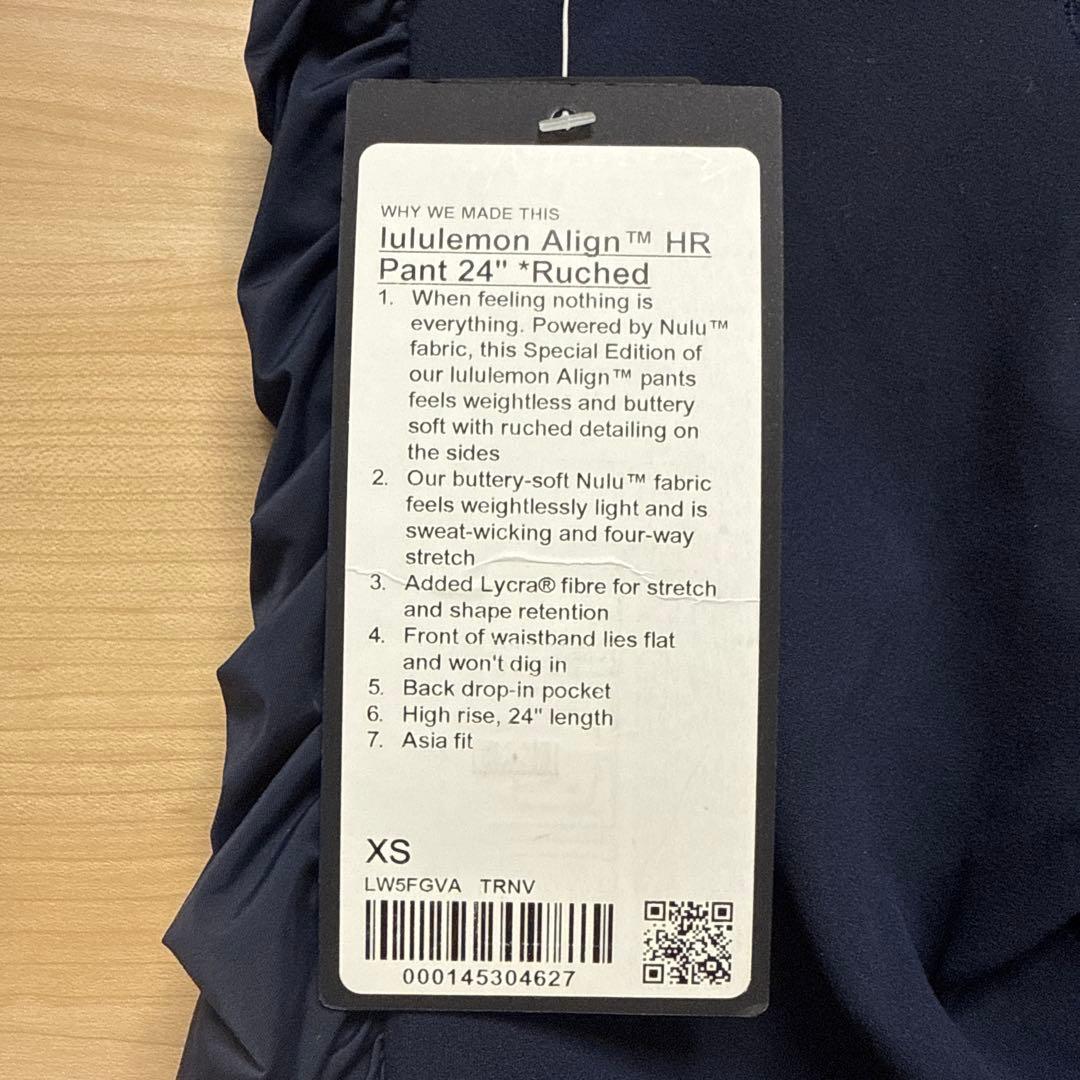 WHY WE MADE THIS
lululemon Align™ HR
Pant 24" *Ruched
1. When feeling nothing is
everything. Powered by Nulu™
fabric, this Special Edition of
our lululemon Align™ pants
feels weightless and buttery
soft with ruched detailing on
the sides
2. Our buttery-soft Nulu™ fabric
feels weightlessly light and is
sweat-wicking and four-way
stretch
3. Added Lycra® fibre for stretch
and shape retention
4. Front of waistband lies flat
and won't dig in
5. Back drop-in pocket
6. High rise, 24" length
7. Asia fit
XS
LW5FGVA TRNV
000145304627